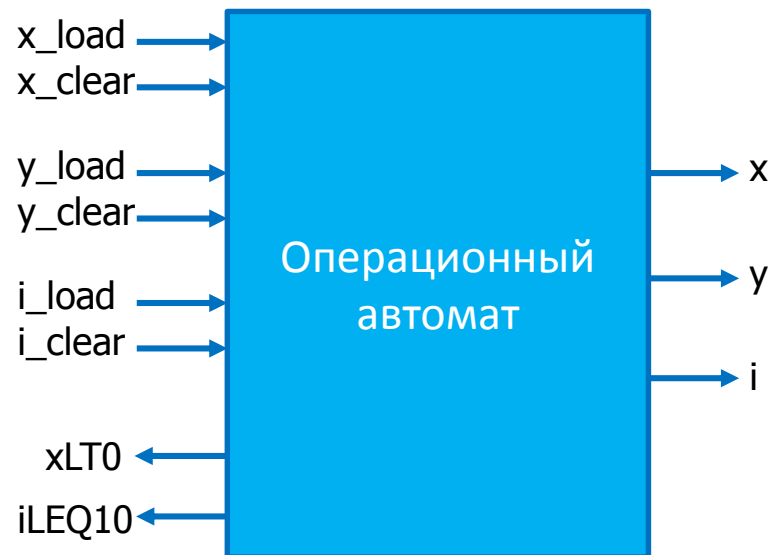 x_load
x_clear
y_load
y_clear
i_load
i_clear
xLT0
iLEQ10
Операционный
автомат
x
y
i